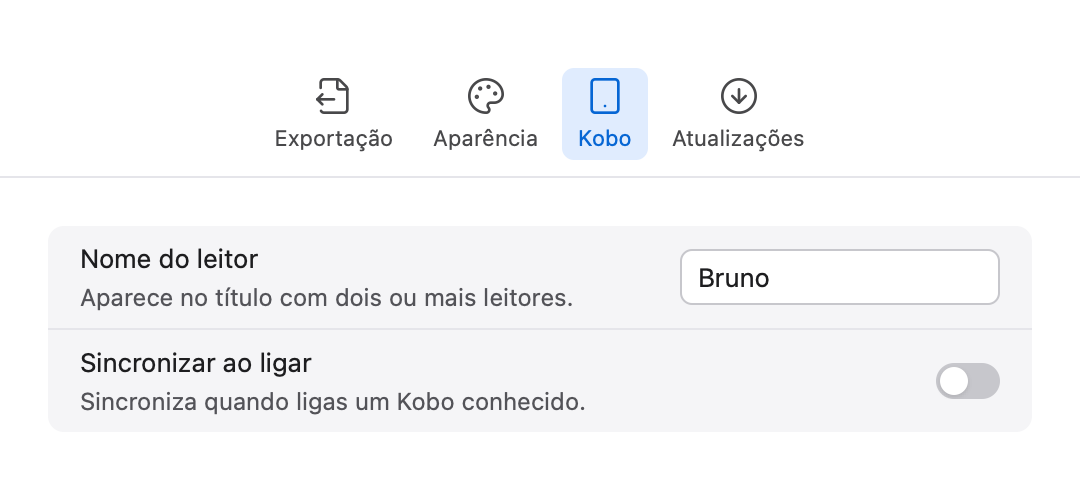 Exportação
Aparência
Kobo
Atualizações
Nome do leitor
Aparece no título com dois ou mais leitores.
Bruno
Sincronizar ao ligar
Sincroniza quando ligas um Kobo conhecido.